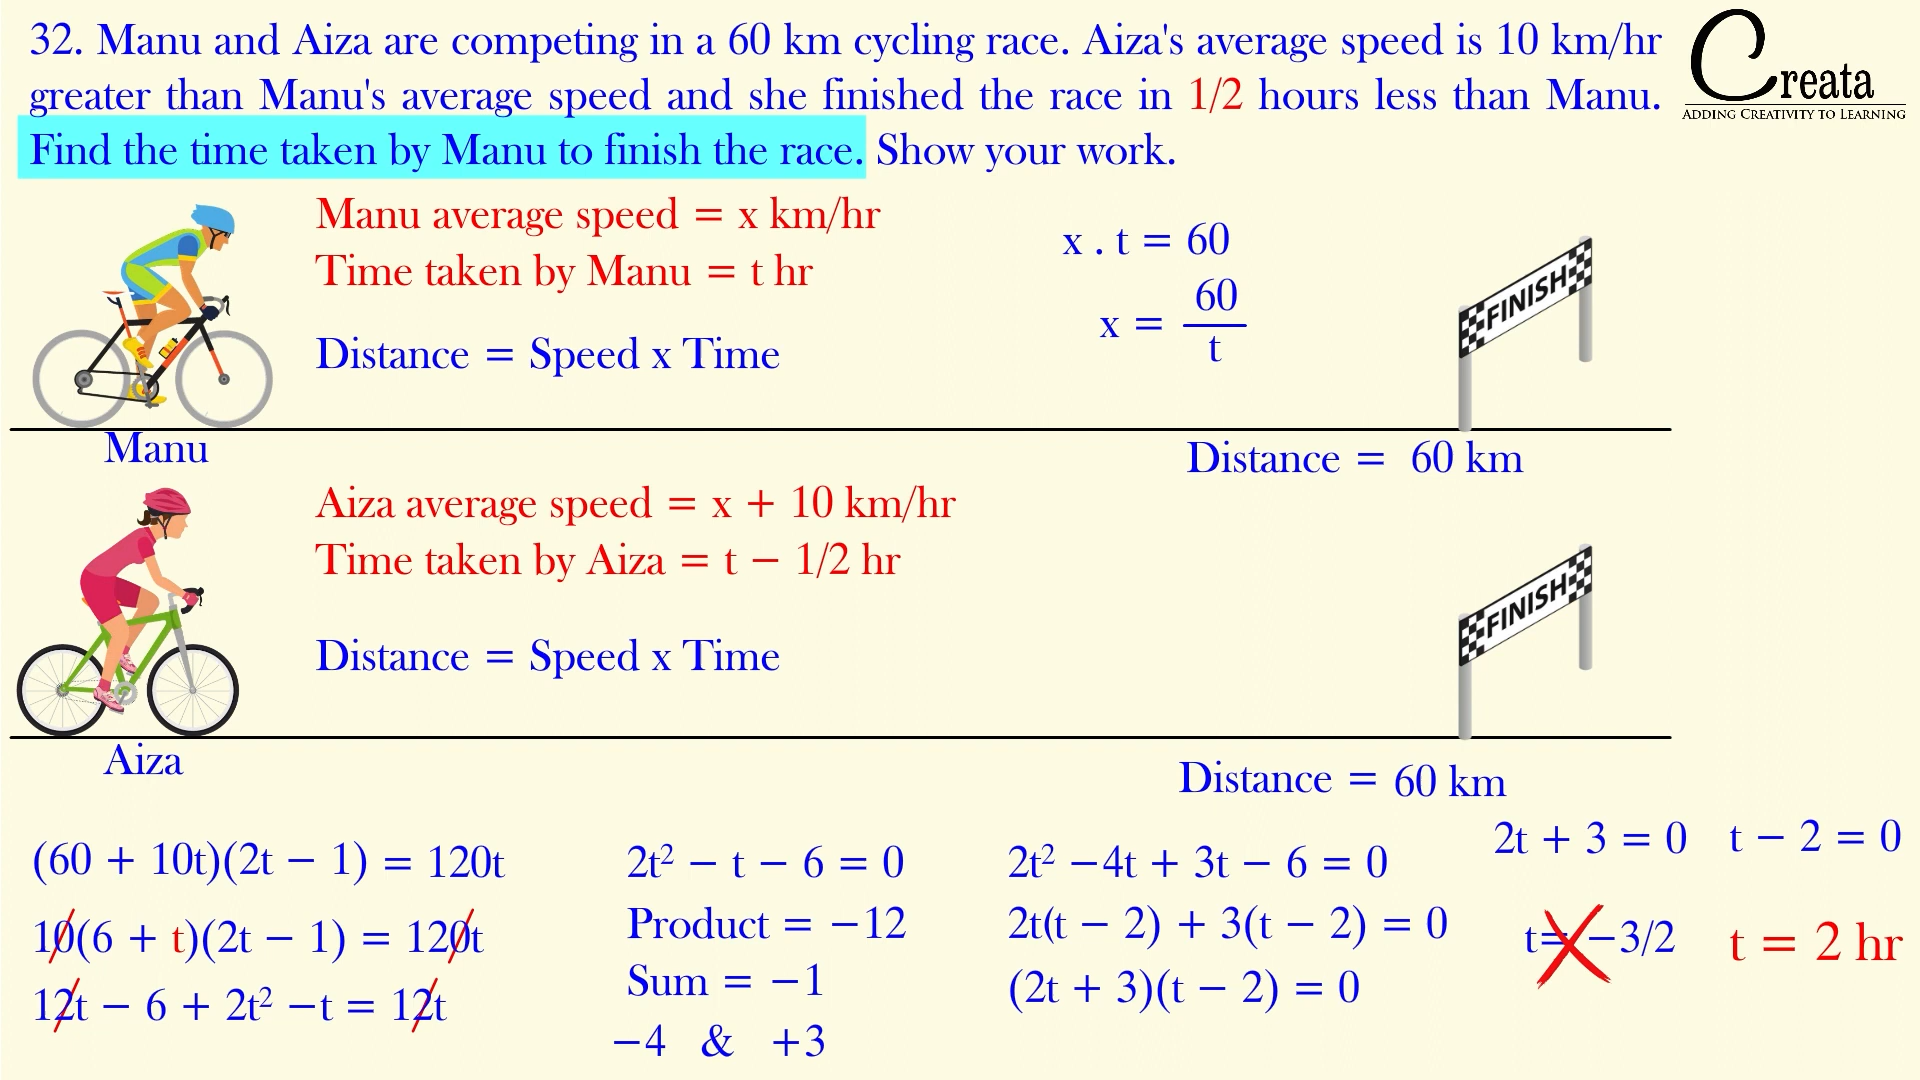 32. Manu and Aiza are competing in a 60 km cycling race. Aiza's average speed is 10 km/hr
greater than Manu's average speed and she finished the race in 1/2 hours less than Manu.
Find the time taken by Manu to finish the race. Show your work.
Creata
ADDING CREATIVITY TO LEARNING
Manu average speed = x km/hr
Time taken by Manu = t hr
Distance = Speed x Time
x . t = 60
x = 60/t
FINISH
Manu
Distance = 60 km
Aiza average speed = x + 10 km/hr
Time taken by Aiza = t − 1/2 hr
Distance = Speed x Time
FINISH
Aiza
Distance = 60 km
(60 + 10t)(2t − 1) = 120t
10(6 + t)(2t − 1) = 120t
12t − 6 + 2t² −t = 12t
2t² − t − 6 = 0
Product = −12
Sum = −1
−4 & +3
2t² −4t + 3t − 6 = 0
2t(t − 2) + 3(t − 2) = 0
(2t + 3)(t − 2) = 0
2t + 3 = 0
t= −3/2
t − 2 = 0
t = 2 hr